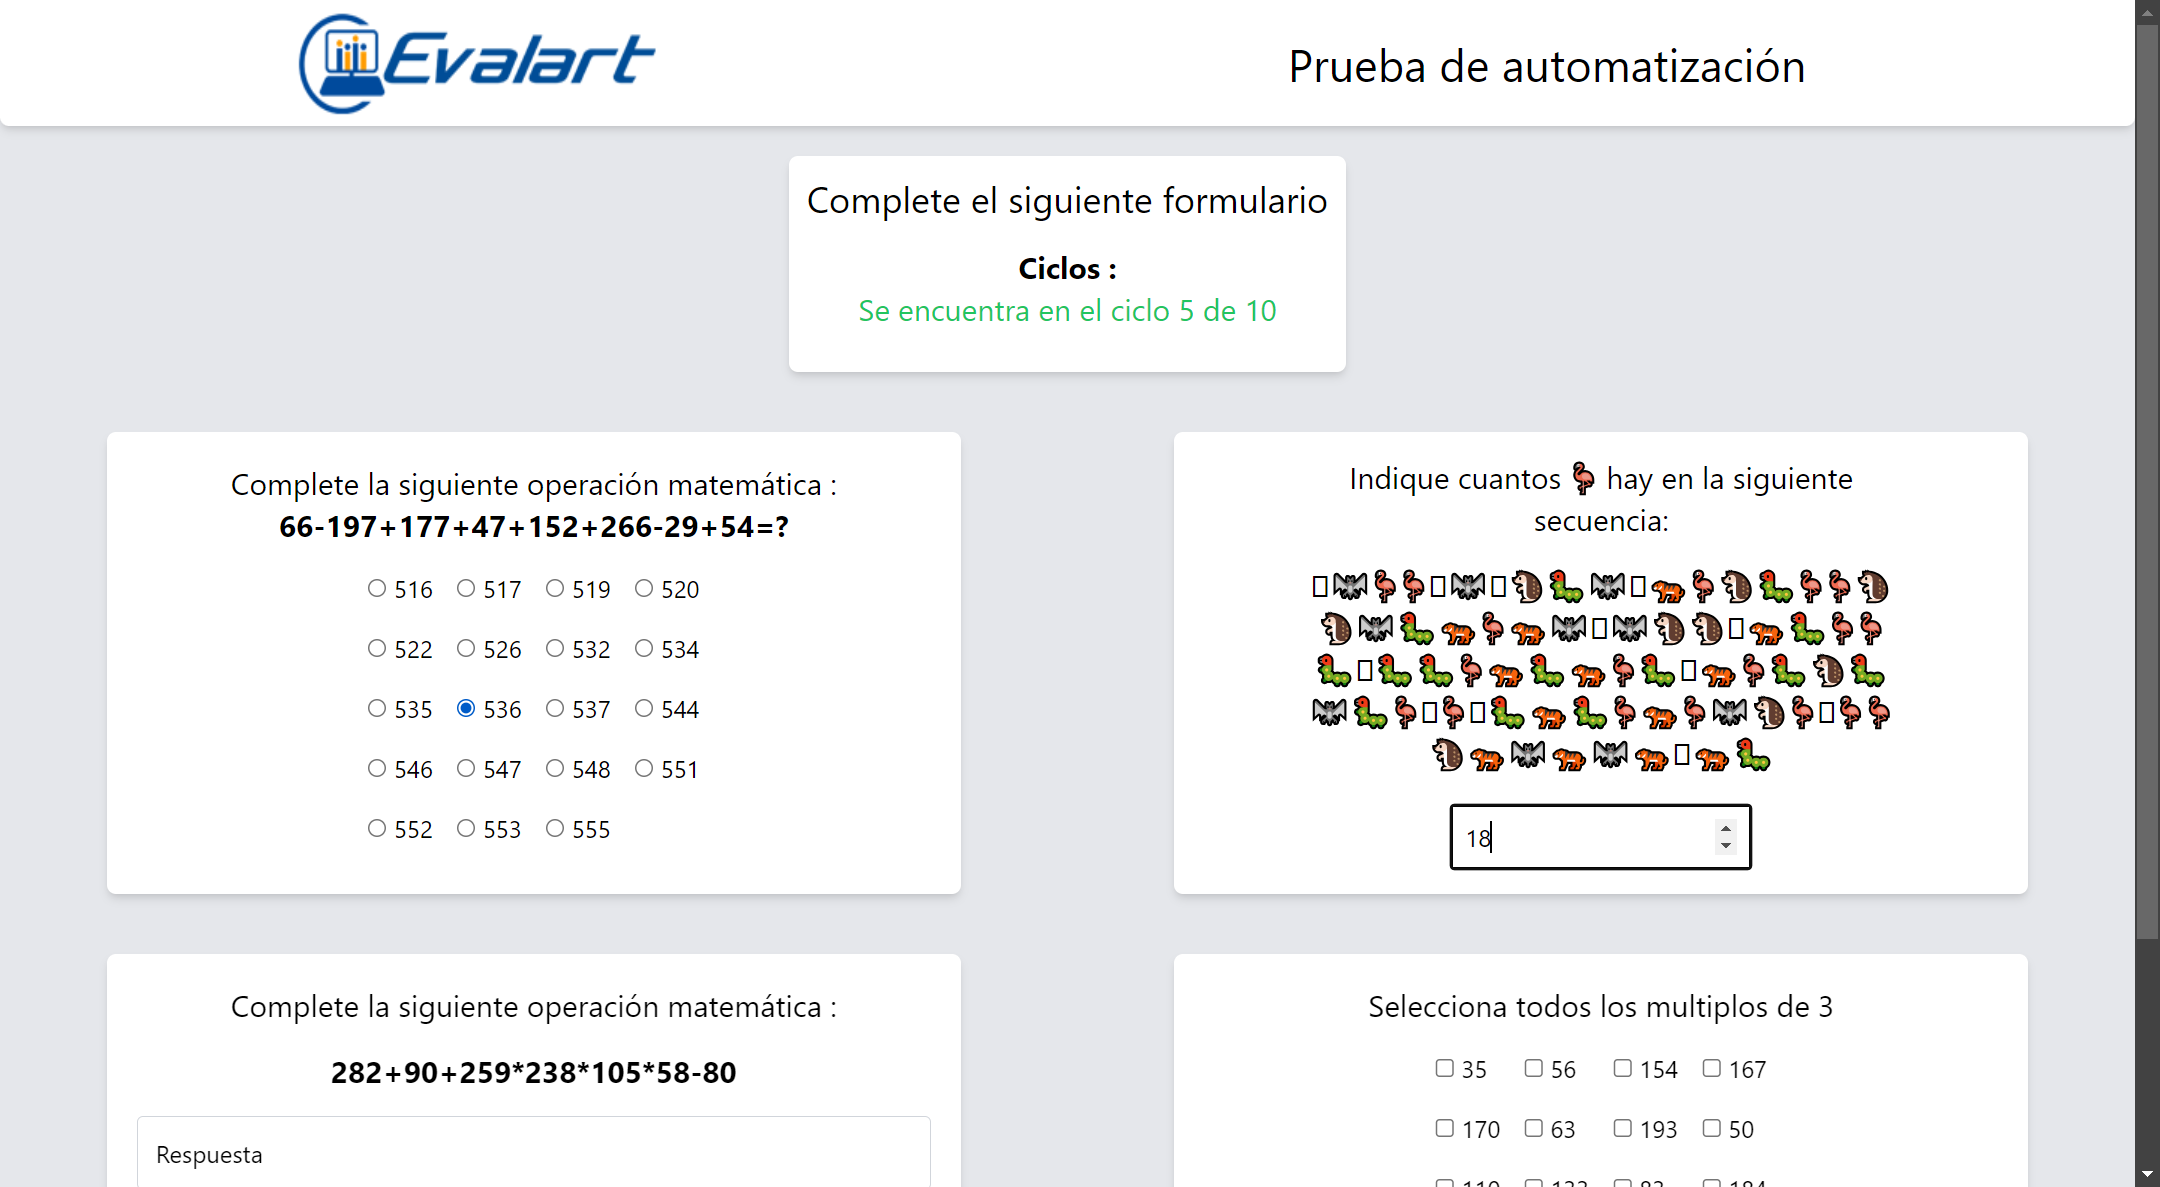 Evalart
Prueba de automatización
Complete el siguiente formulario
Ciclos :
Se encuentra en el ciclo 5 de 10
Complete la siguiente operación matemática :
66-197+177+47+152+266-29+54=?
516 517 519 520
522 526 532 534
535 536 537 544
546 547 548 551
552 553 555
Indique cuantos 🦩 hay en la siguiente
secuencia:
18
Complete la siguiente operación matemática :
282+90+259*238*105*58-80
Respuesta
Selecciona todos los multiplos de 3
35 56 154 167
170 63 193 50